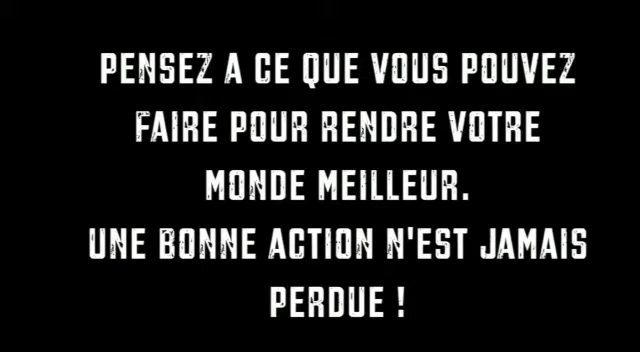 PENSEZ A CE QUE VOUS POUVEZ
FAIRE POUR RENDRE VOTRE
MONDE MEILLEUR.
UNE BONNE ACTION N'EST JAMAIS
PERDUE !